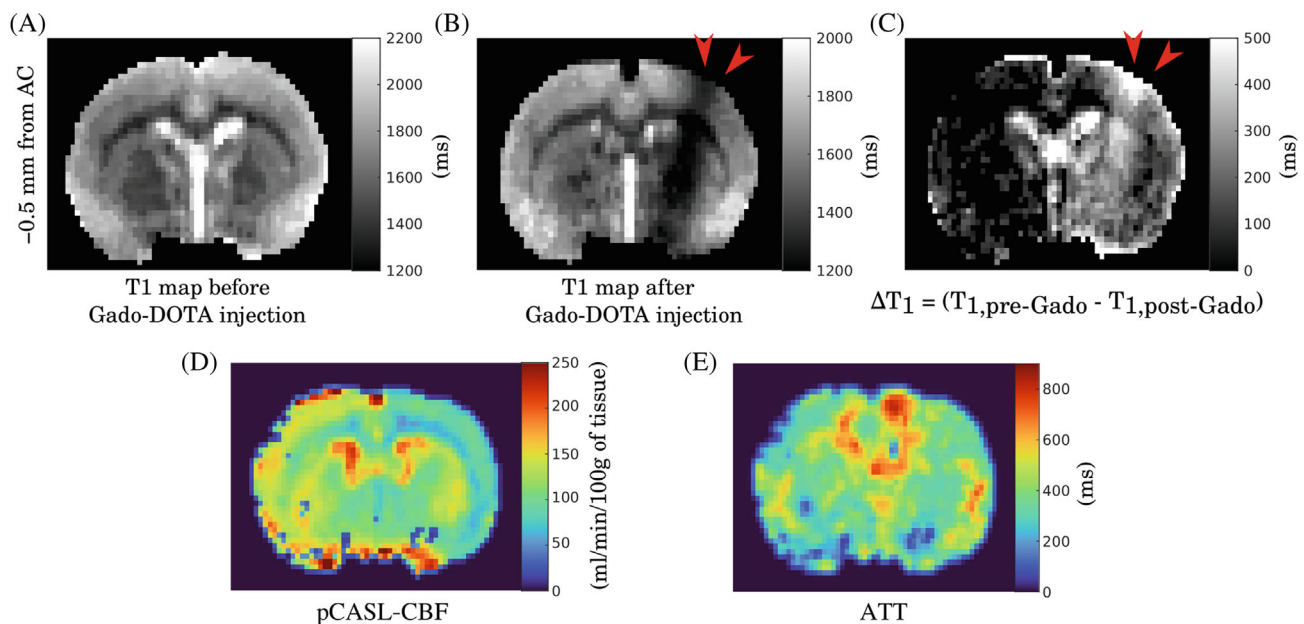 (A)
−0.5 mm from AC
2200
2000
1800
1600
1400
1200
(ms)
T1 map before
Gado-DOTA injection
(B)
2000
1800
1600
1400
1200
(ms)
T1 map after
Gado-DOTA injection
(C)
500
400
300
200
100
0
(ms)
ΔT1 = (T1,pre-Gado - T1,post-Gado)
(D)
250
200
150
100
50
0
(ml/min/100g of tissue)
pCASL-CBF
(E)
800
600
400
200
0
(ms)
ATT